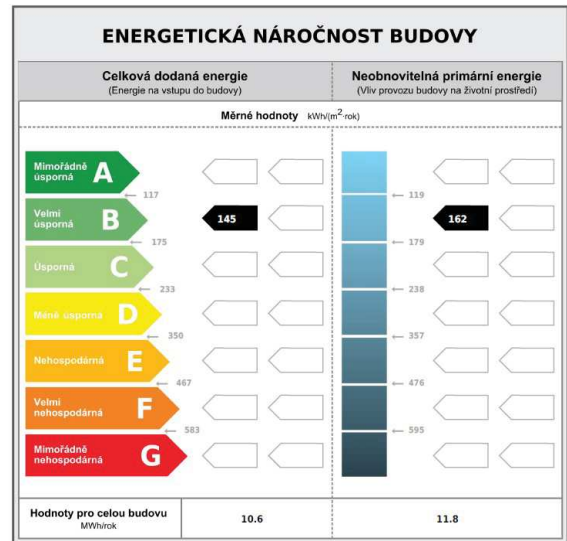 ENERGETICKÁ NÁROČNOST BUDOVY
Celková dodaná energie
(Energie na vstupu do budovy)
Neobnovitelná primární energie
(Vliv provozu budovy na životní prostředí)
Měrné hodnoty kWh/(m²·rok)
Mimořádně
úsporná A
117
119
Velmi
úsporná B
145
162
175
179
Úsporná C
233
238
Méně úsporná D
350
357
Nehospodárná E
467
476
Velmi
nehospodárná F
583
595
Mimořádně
nehospodárná G
Hodnoty pro celou budovu
MWh/rok
10.6
11.8